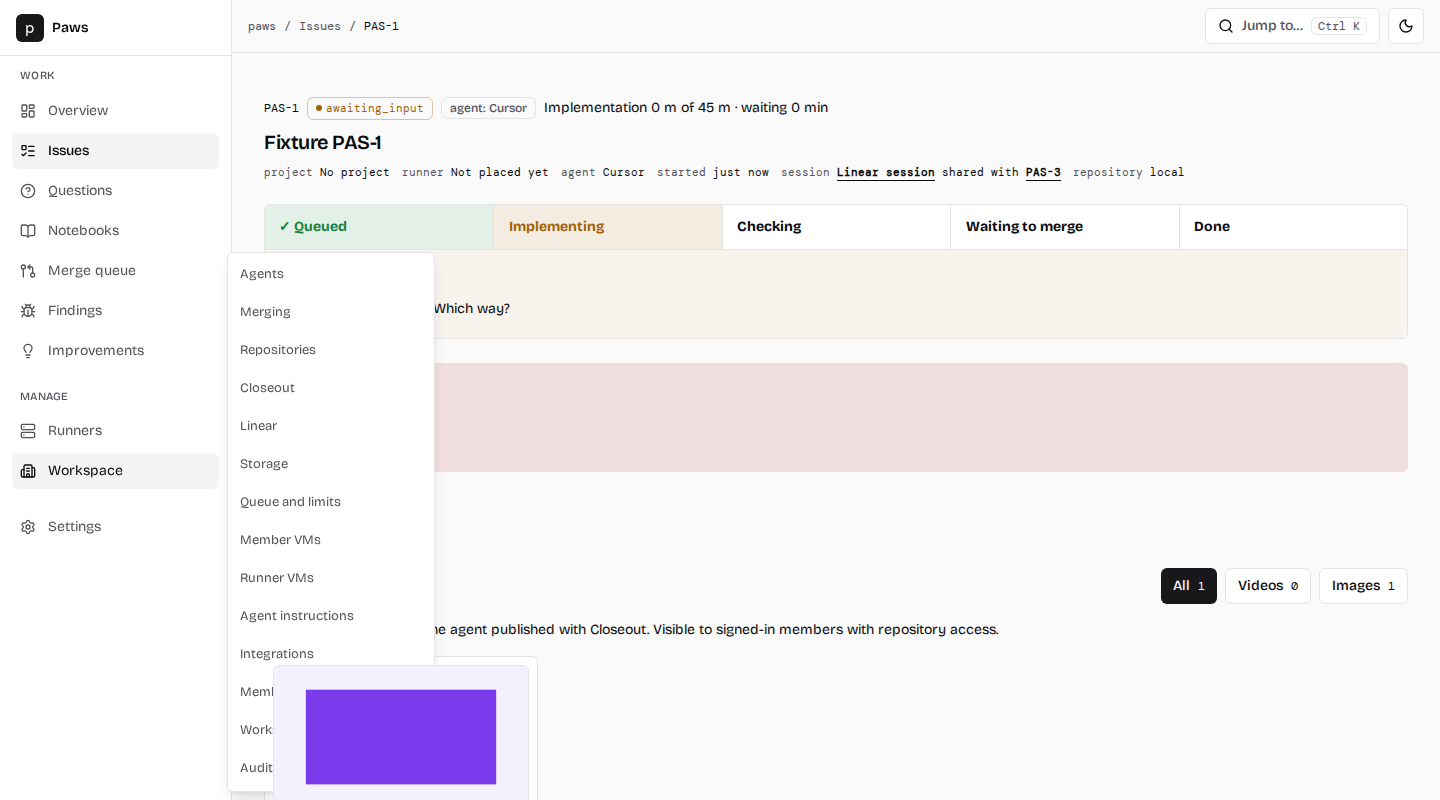 p Paws
paws / Issues / PAS-1
Jump to... Ctrl K
WORK
Overview
Issues
Questions
Notebooks
Merge queue
Findings
Improvements
MANAGE
Runners
Workspace
Settings
PAS-1 awaiting_input agent: Cursor Implementation 0 m of 45 m · waiting 0 min
Fixture PAS-1
project No project runner Not placed yet agent Cursor started just now session Linear session shared with PAS-3 repository local
✓ Queued Implementing Checking Waiting to merge Done
Which way?
Agents
Merging
Repositories
Closeout
Linear
Storage
Queue and limits
Member VMs
Runner VMs
Agent instructions
Integrations
Audit
All 1 Videos 0 Images 1
agent published with Closeout. Visible to signed-in members with repository access.